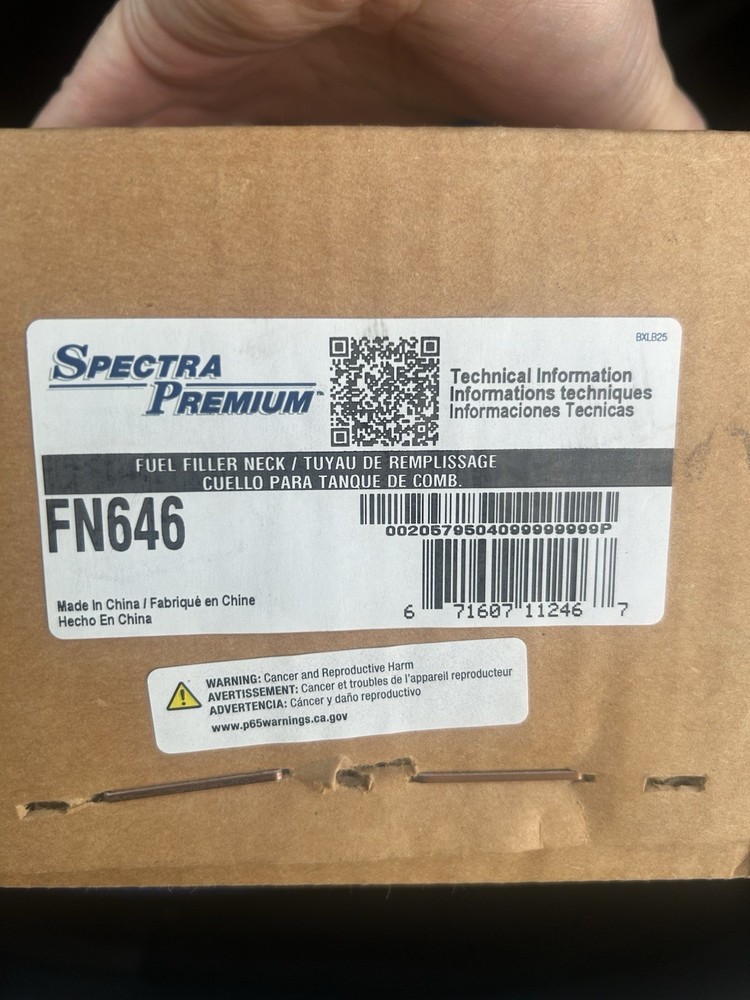 BXLB25
SPECTRA
PREMIUM™
Technical Information
Informations techniques
Informaciones Tecnicas
FUEL FILLER NECK / TUYAU DE REMPLISSAGE
CUELLO PARA TANQUE DE COMB.
FN646
0020579504099999999P
6 71607 11246 7
Made In China / Fabriqué en Chine
Hecho En China
WARNING: Cancer and Reproductive Harm
AVERTISSEMENT: Cancer et troubles de l'appareil reproducteur
ADVERTENCIA: Cáncer y daño reproductivo
www.p65warnings.ca.gov